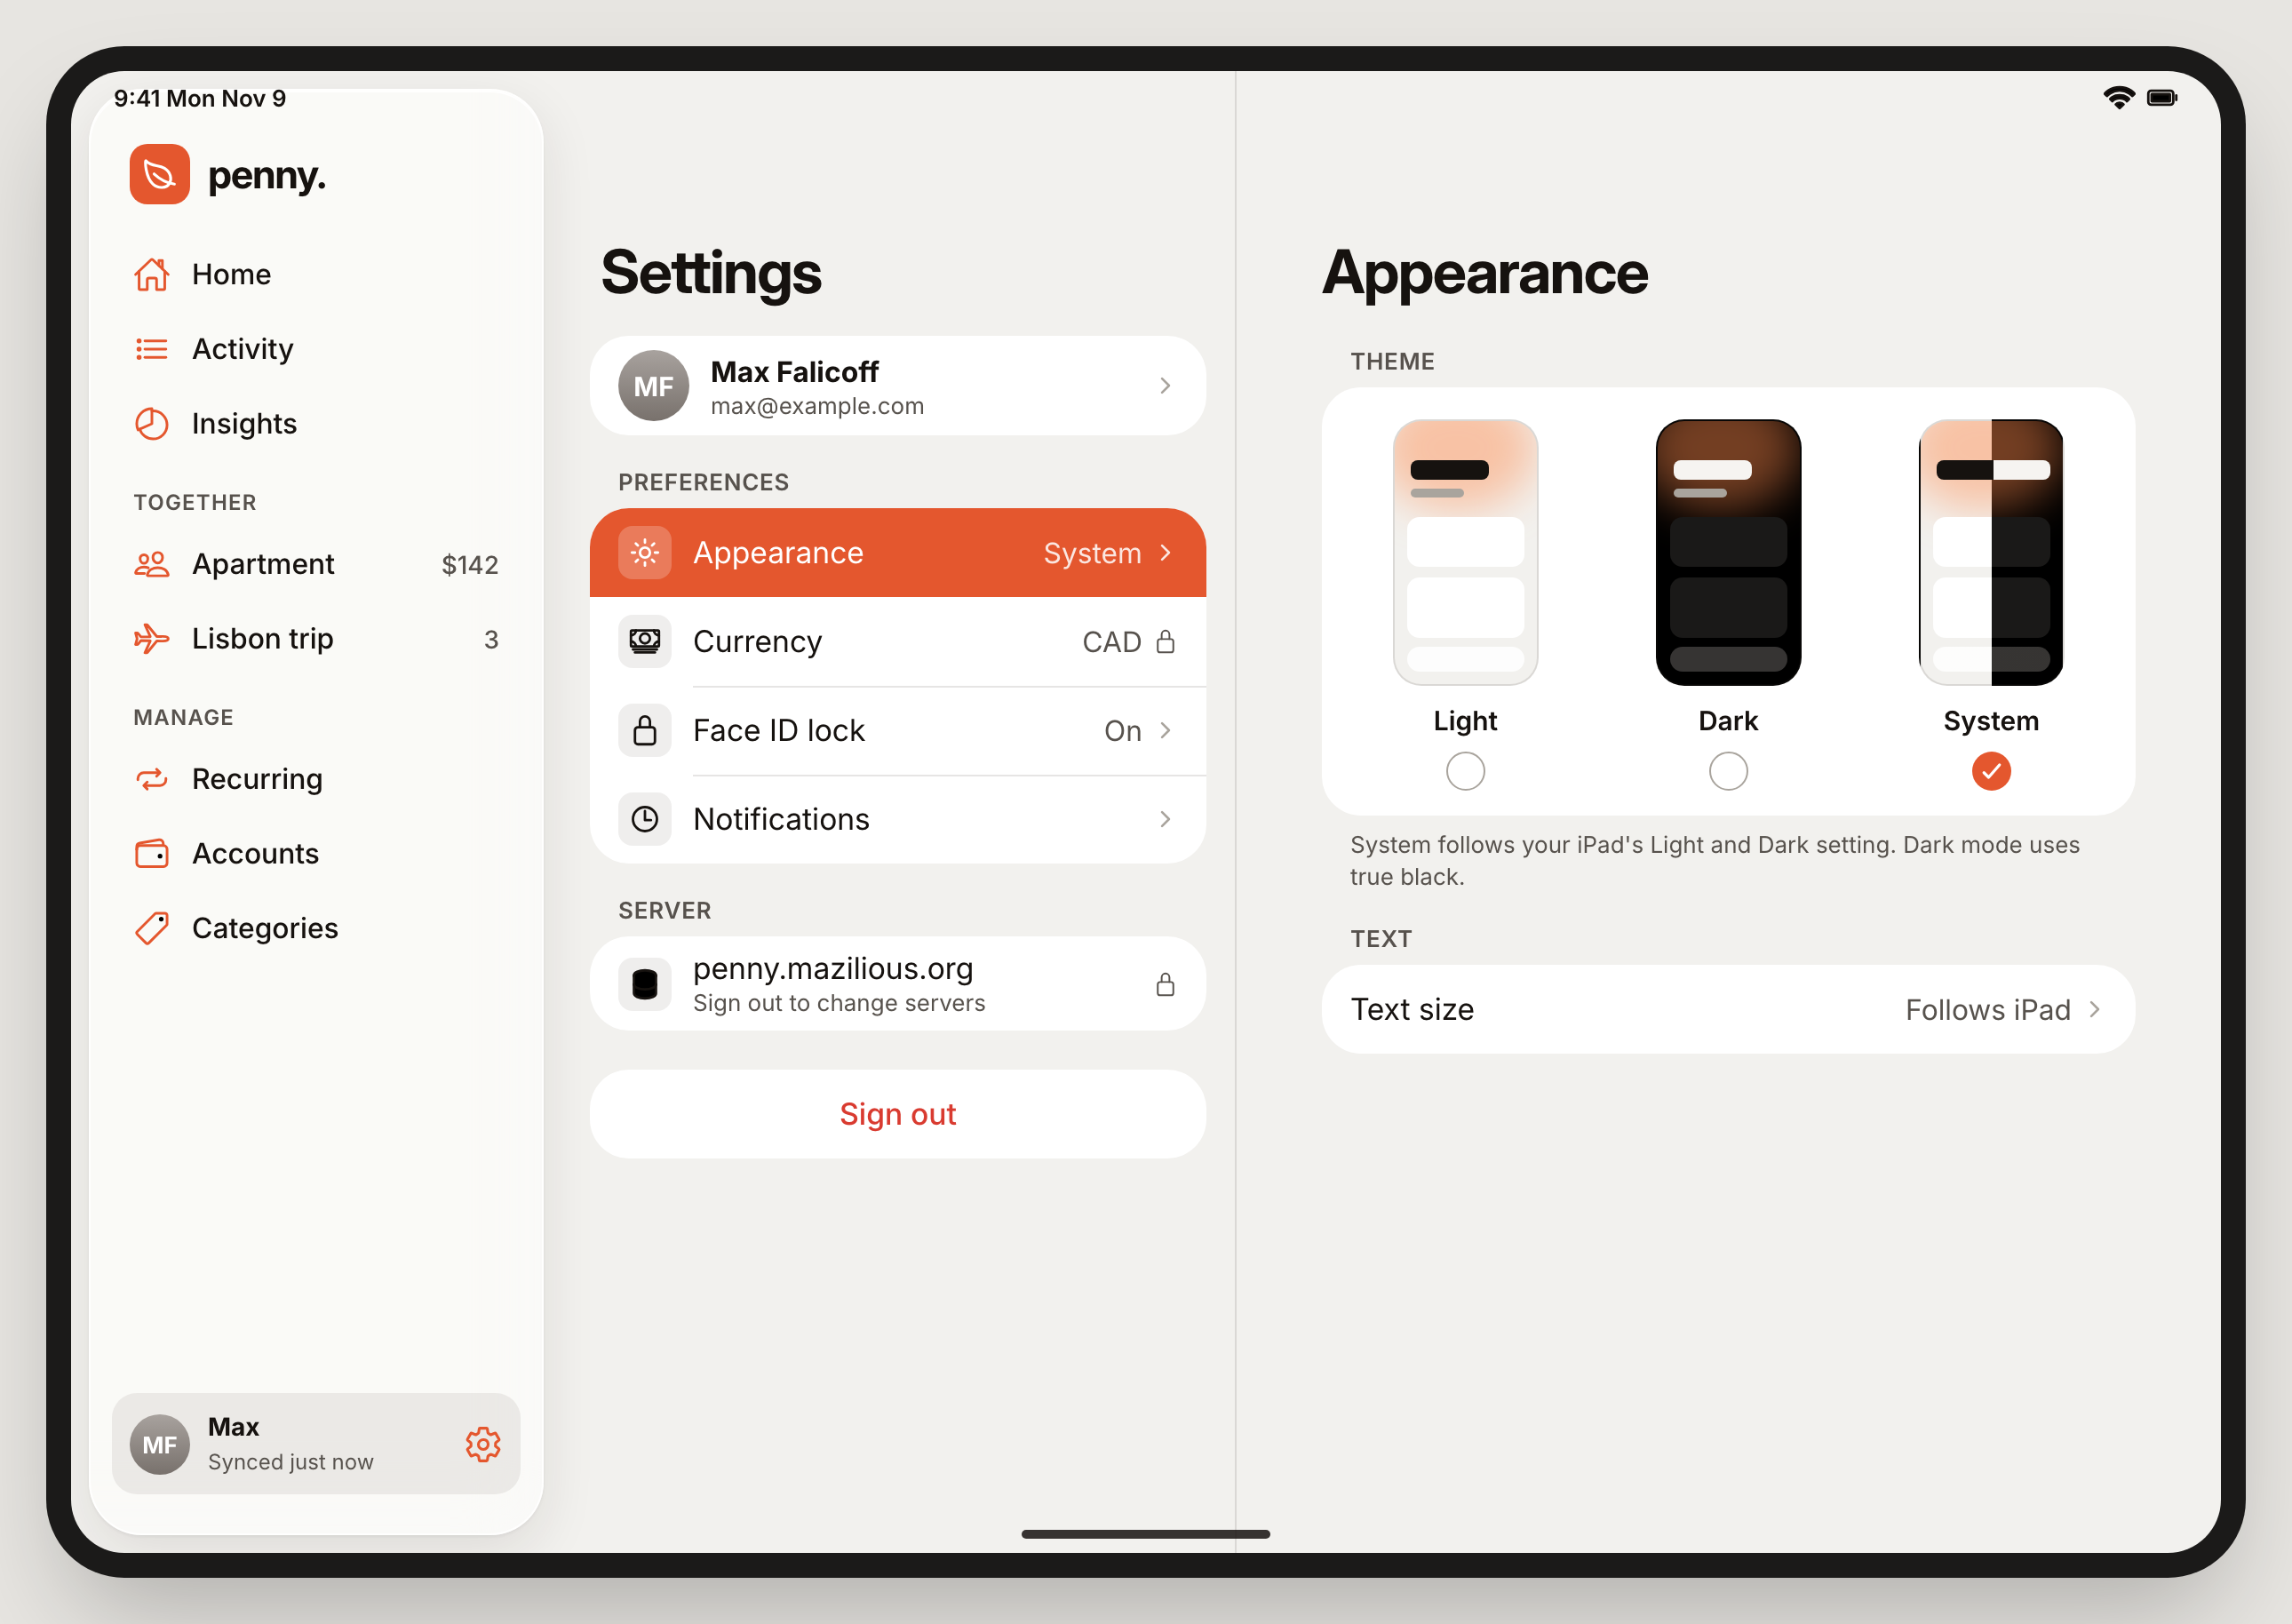 9:41 Mon Nov 9
penny.
Home
Activity
Insights
TOGETHER
Apartment $142
Lisbon trip 3
MANAGE
Recurring
Accounts
Categories
MF Max
Synced just now
Settings
MF Max Falicoff
max@example.com
PREFERENCES
Appearance System
Currency CAD
Face ID lock On
Notifications
SERVER
penny.mazilious.org
Sign out to change servers
Sign out
Appearance
THEME
Light Dark System
System follows your iPad's Light and Dark setting. Dark mode uses
true black.
TEXT
Text size Follows iPad